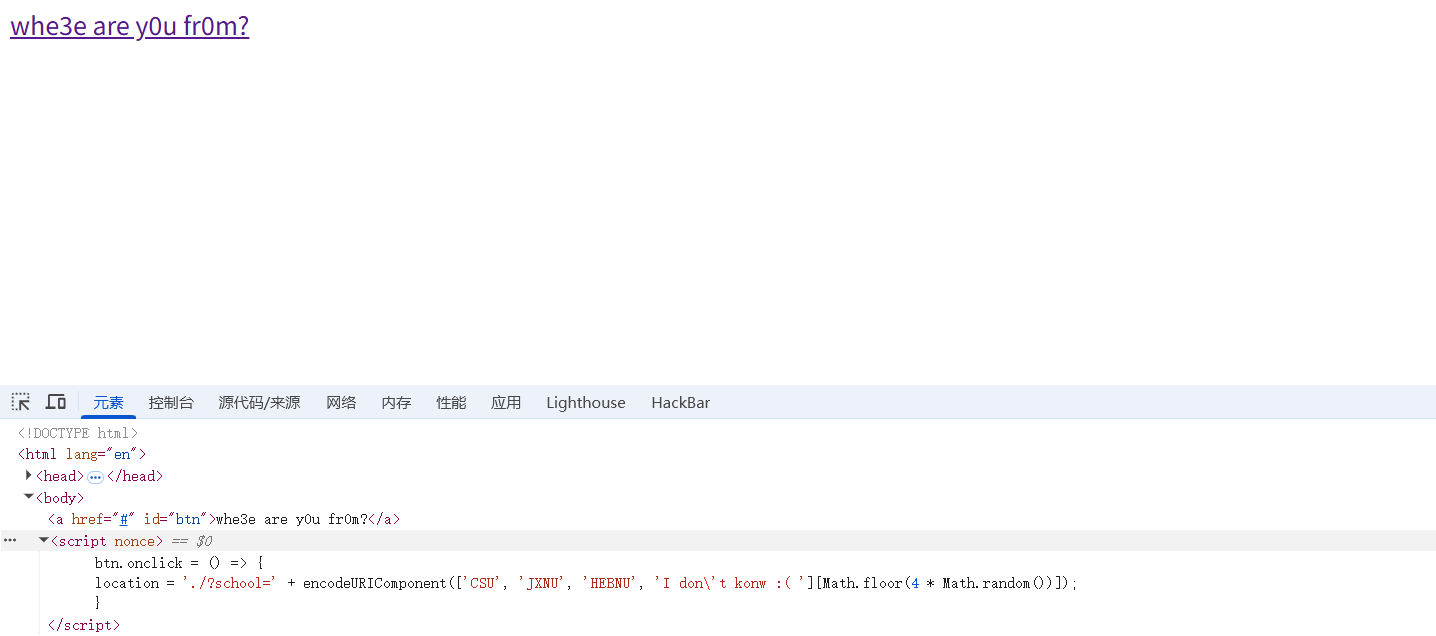 whe3e are y0u fr0m?
元素 控制台 源代码/来源 网络 内存 性能 应用 Lighthouse HackBar
<!DOCTYPE html>
<html lang="en">
<head>…</head>
<body>
<a href="#" id="btn">whe3e are y0u fr0m?</a>
… <script nonce> == $0
btn.onclick = () => {
location = './?school=' + encodeURIComponent(['CSU', 'JXNU', 'HEBNU', 'I don\'t konw :( '][Math.floor(4 * Math.random())]);
}
</script>